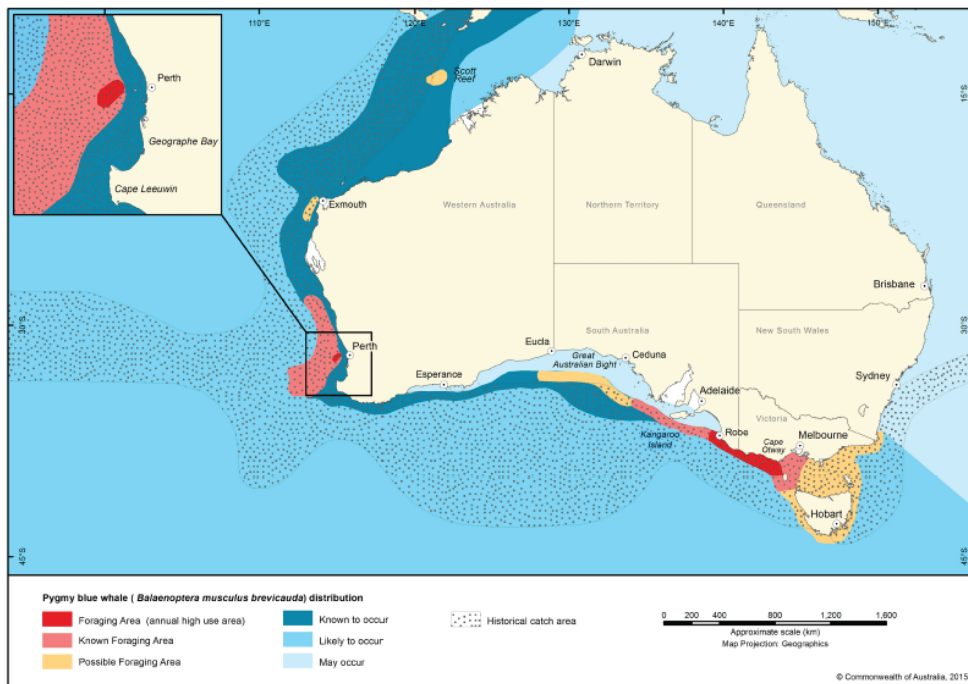 110°E
120°E
130°E
140°E
150°E
Perth
Geographe Bay
Cape Leeuwin
Scott
Reef
Darwin
15°S
15°S
Exmouth
Western Australia
Northern Territory
Queensland
Brisbane
30°S
30°S
South Australia
New South Wales
Eucla
Great
Australian Bight
Ceduna
Perth
Esperance
Sydney
Adelaide
Victoria
Kangaroo
Island
Robe
Cape
Otway
Melbourne
Hobart
45°S
45°S
Pygmy blue whale ( Balaenoptera musculus brevicauda) distribution
Foraging Area (annual high use area)
Known Foraging Area
Possible Foraging Area
Known to occur
Likely to occur
May occur
Historical catch area
0 200 400 800 1,200 1,600
Approximate scale (km)
Map Projection: Geographics
© Commonwealth of Australia, 2015